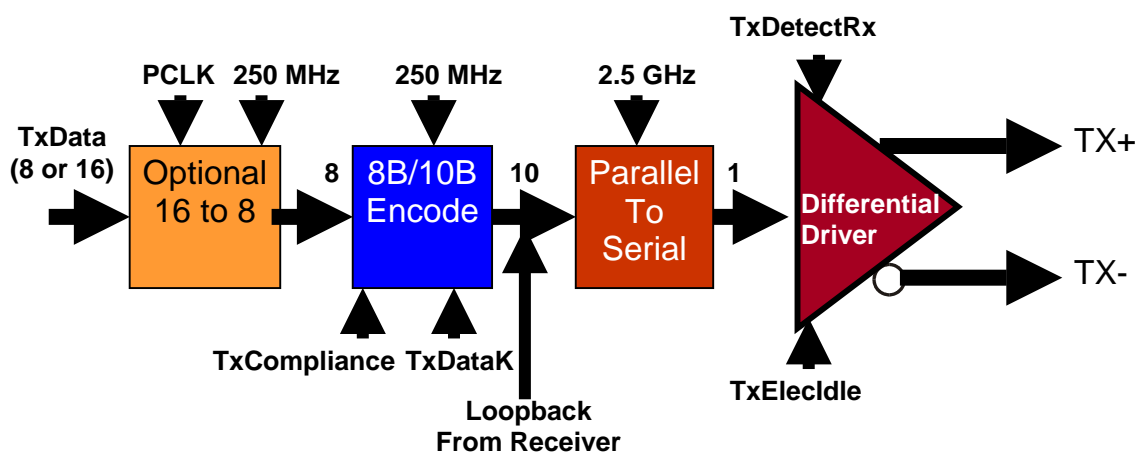 TxDetectRx
PCLK 250 MHz
250 MHz
2.5 GHz
TxData
(8 or 16)
Optional
16 to 8
8
8B/10B
Encode
10
Parallel
To
Serial
1
Differential
Driver
TX+
TX-
TxCompliance
TxDataK
TxElecIdle
Loopback
From Receiver